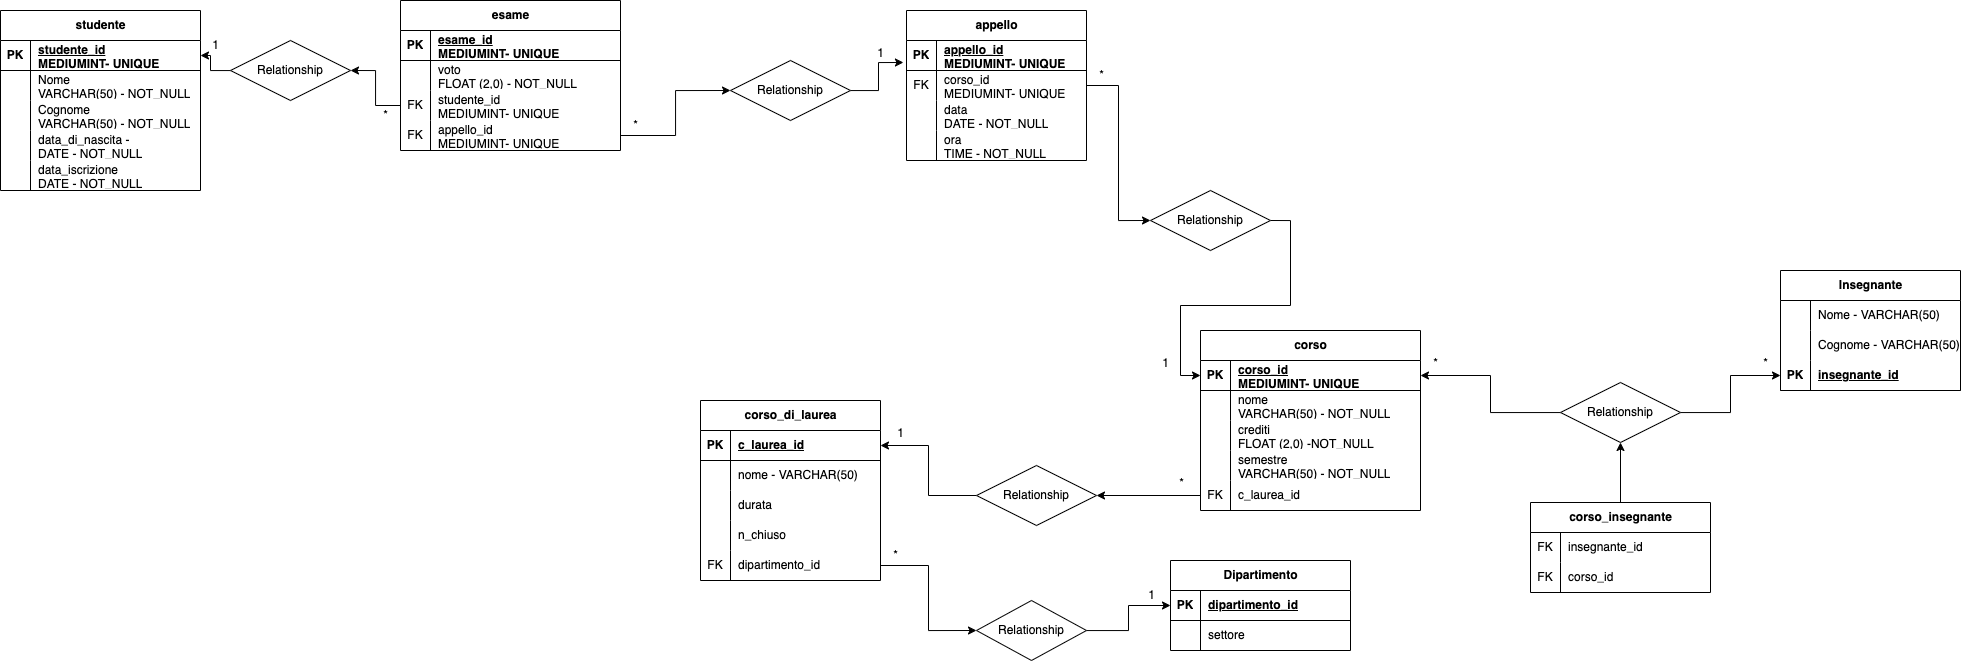 studente
PK
studente_id
MEDIUMINT- UNIQUE
Nome
VARCHAR(50) - NOT_NULL
Cognome
VARCHAR(50) - NOT_NULL
data_di_nascita -
DATE - NOT_NULL
data_iscrizione
DATE - NOT_NULL
1
Relationship
*
esame
PK
esame_id
MEDIUMINT- UNIQUE
voto
FLOAT (2,0) - NOT_NULL
FK
studente_id
MEDIUMINT- UNIQUE
FK
appello_id
MEDIUMINT- UNIQUE
*
Relationship
1
appello
PK
appello_id
MEDIUMINT- UNIQUE
FK
corso_id
MEDIUMINT- UNIQUE
data
DATE - NOT_NULL
ora
TIME - NOT_NULL
*
Relationship
1
corso
PK
corso_id
MEDIUMINT- UNIQUE
nome
VARCHAR(50) - NOT_NULL
crediti
FLOAT (2,0) -NOT_NULL
semestre
VARCHAR(50) - NOT_NULL
FK
c_laurea_id
*
Relationship
*
Insegnante
Nome - VARCHAR(50)
Cognome - VARCHAR(50)
PK
insegnante_id
corso_insegnante
FK
insegnante_id
FK
corso_id
*
Relationship
1
corso_di_laurea
PK
c_laurea_id
nome - VARCHAR(50)
durata
n_chiuso
FK
dipartimento_id
*
Relationship
1
Dipartimento
PK
dipartimento_id
settore